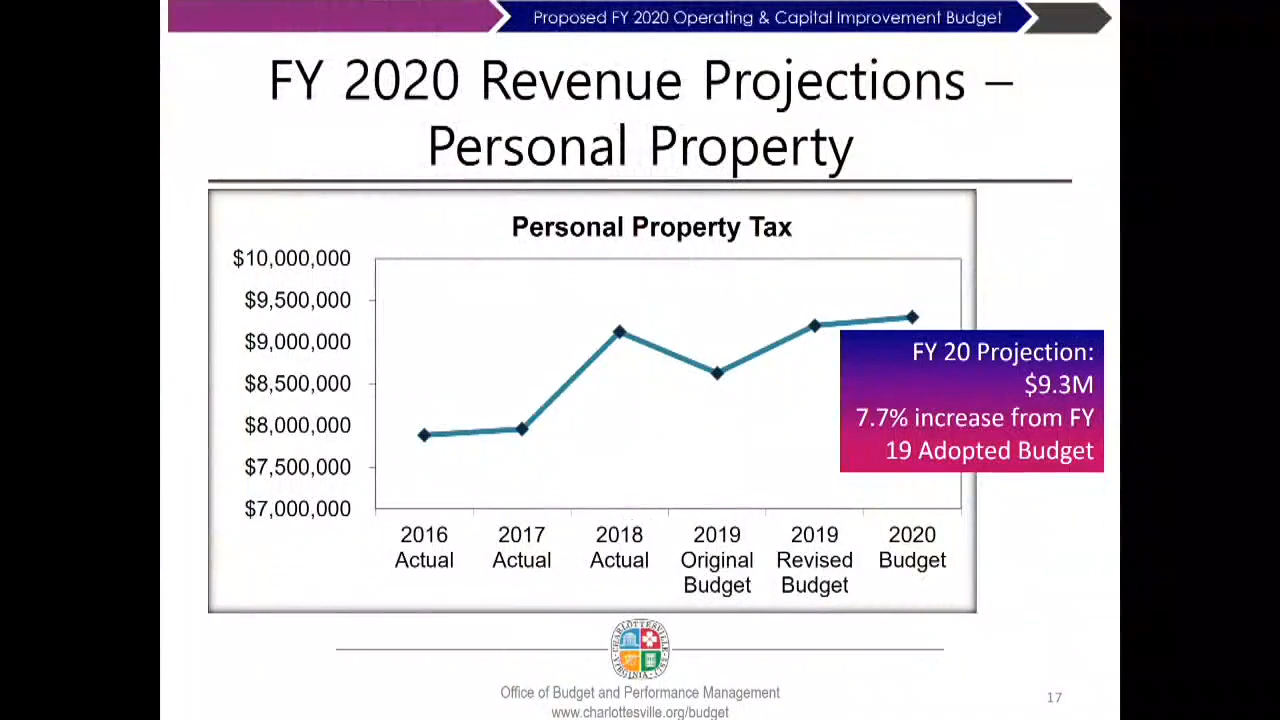 Proposed FY 2020 Operating & Capital Improvement Budget
FY 2020 Revenue Projections –
Personal Property
Personal Property Tax
$10,000,000
$9,500,000
$9,000,000
$8,500,000
$8,000,000
$7,500,000
$7,000,000
2016
Actual
2017
Actual
2018
Actual
2019
Original
Budget
2019
Revised
Budget
2020
Budget
FY 20 Projection:
$9.3M
7.7% increase from FY
19 Adopted Budget
CHARLOTTESVILLE
VIRGINIA
Office of Budget and Performance Management
www.charlottesville.org/budget
17